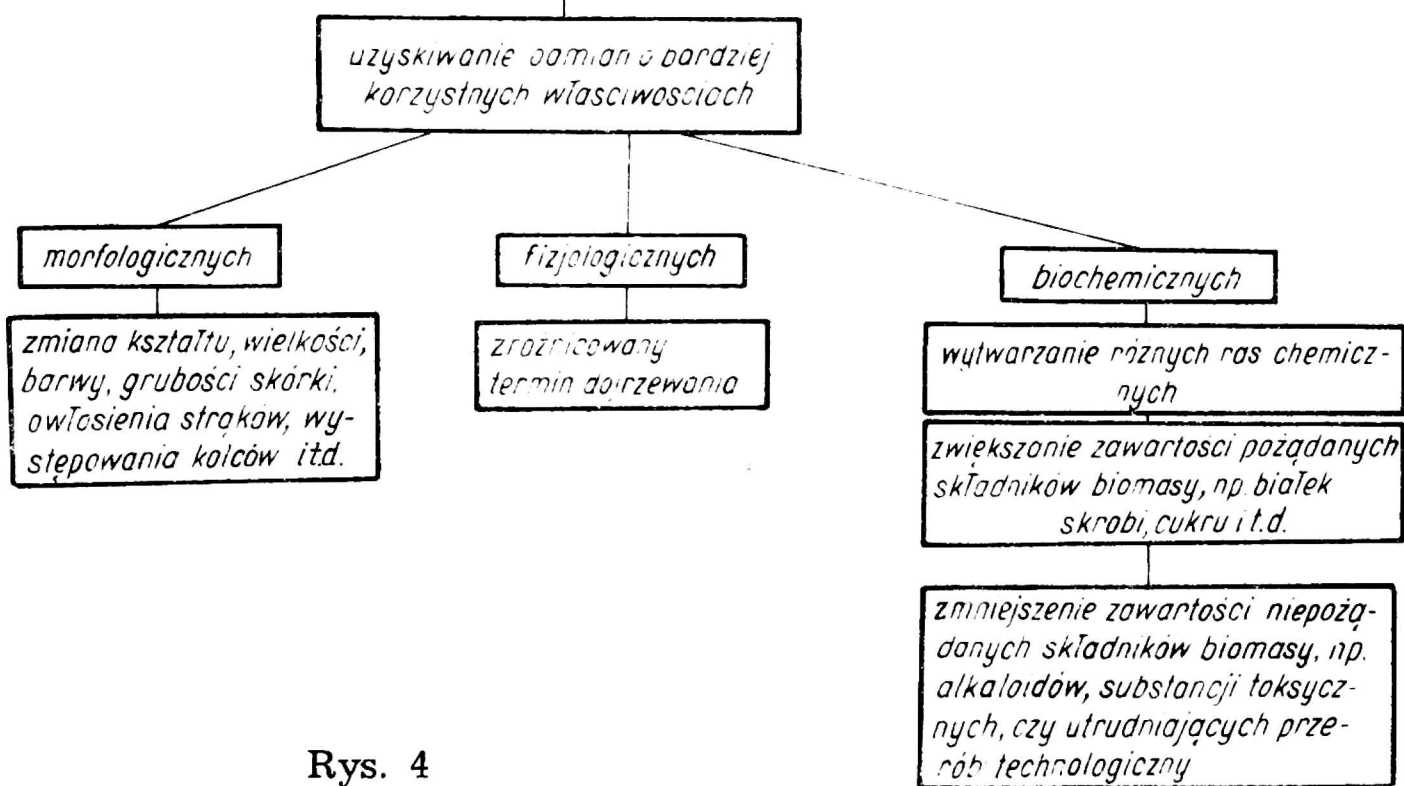 uzyskiwanie odmian o bardziej
korzystnych właściwościach
morfologicznych
zmiana kształtu, wielkości,
barwy, grubości skórki,
owłosienia strąków, wy-
stępowania kolców itd.
fizjologicznych
zróżnicowany
termin dojrzewania
biochemicznych
wytwarzanie różnych ras chemicz-
nych
zwiększanie zawartości pożądanych
składników biomasy, np. białek
skrobi, cukru i t.d.
zmniejszenie zawartości niepożą-
danych składników biomasy, np.
alkaloidów, substancji toksycz-
nych, czy utrudniających prze-
rób technologiczny
Rys. 4